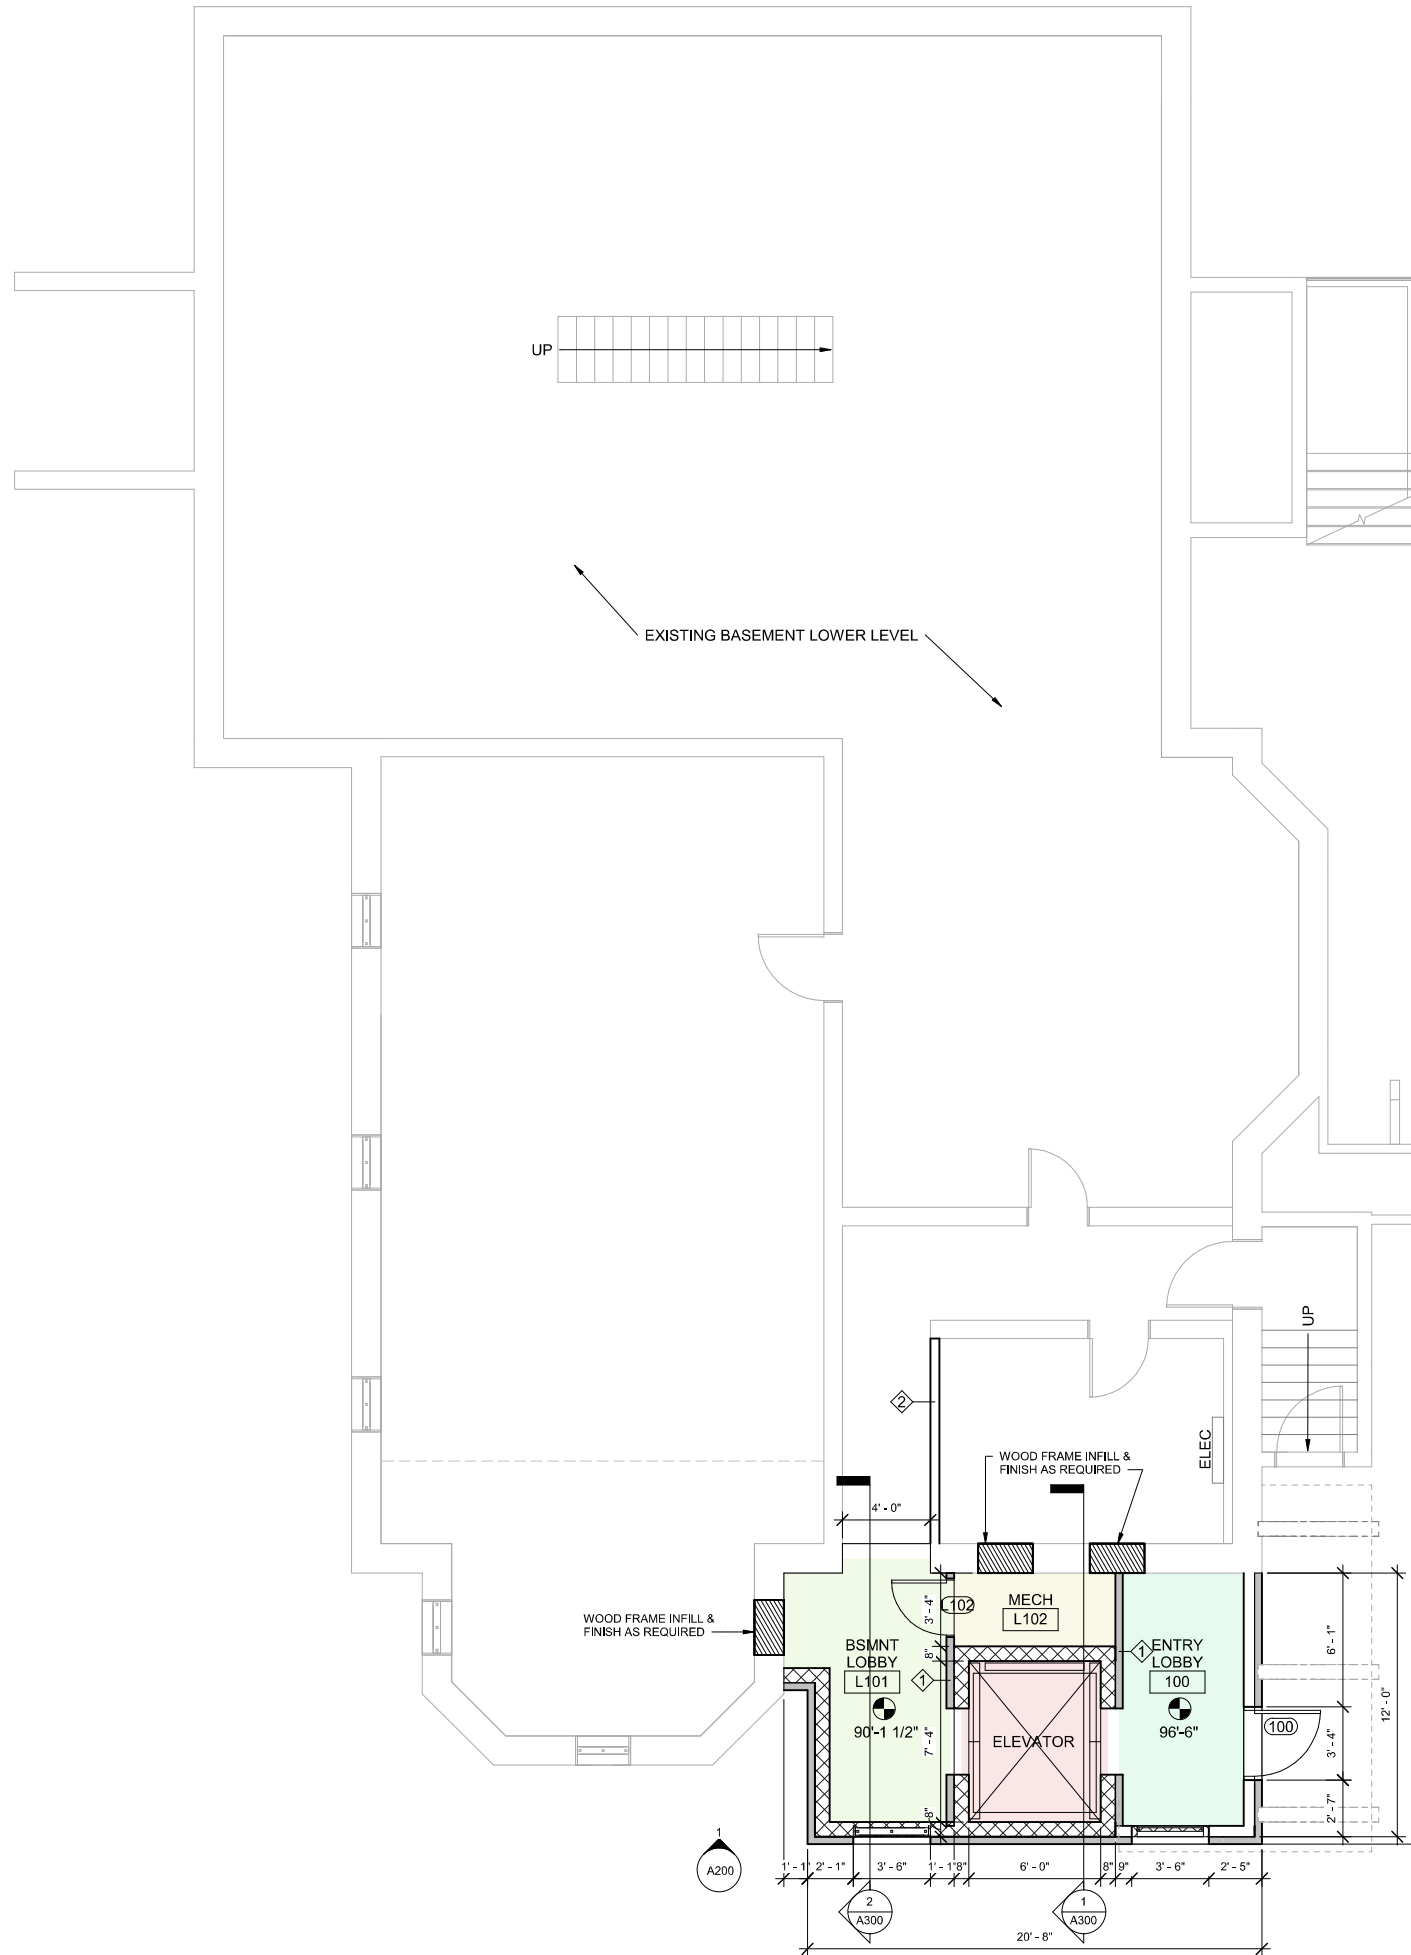 UP
EXISTING BASEMENT LOWER LEVEL
UP
2
ELEC
WOOD FRAME INFILL &
FINISH AS REQUIRED
4' - 0"
WOOD FRAME INFILL &
FINISH AS REQUIRED
3' - 4"
L102
MECH
L102
8"
BSMNT
LOBBY
L101
1
90'-1 1/2"
7' - 4"
8"
ELEVATOR
1
ENTRY
LOBBY
100
96'-6"
100
6' - 1"
3' - 4"
2' - 7"
12' - 0"
1
A200
1' - 1"
2' - 1"
3' - 6"
1' - 1"
8"
6' - 0"
8"
9"
3' - 6"
2' - 5"
2
A300
1
A300
20' - 8"